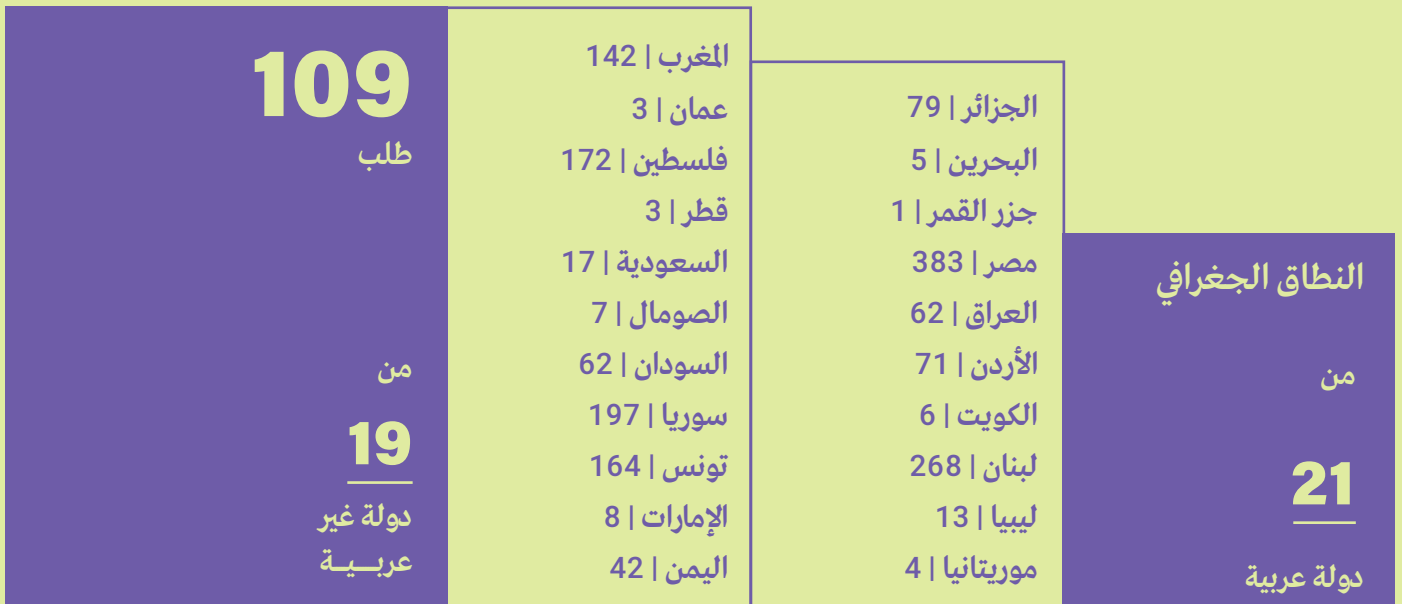 النطاق الجغرافي
من
21
دولة عربية
الجزائر | 79
البحرين | 5
جزر القمر | 1
مصر | 383
العراق | 62
الأردن | 71
الكويت | 6
لبنان | 268
ليبيا | 13
موريتانيا | 4
المغرب | 142
عمان | 3
فلسطين | 172
قطر | 3
السعودية | 17
الصومال | 7
السودان | 62
سوريا | 197
تونس | 164
الإمارات | 8
اليمن | 42
109
طلب
من
19
دولة غير
عربـــيــة